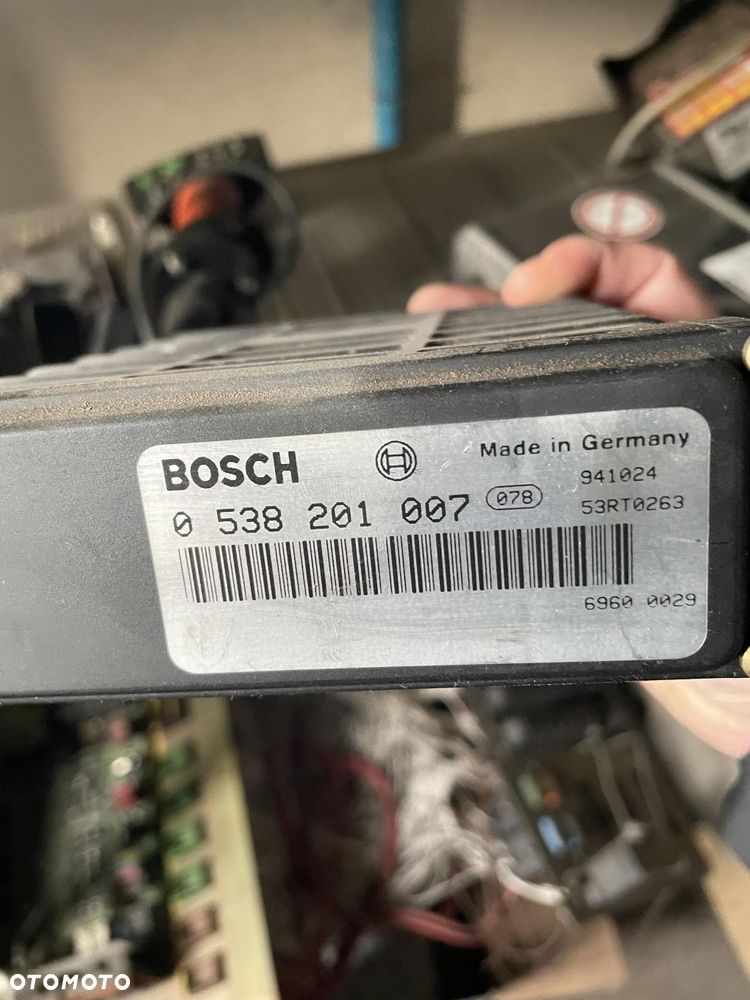 BOSCH
Made in Germany
941024
0 538 201 007 078
53RT0263
6960 0029
OTOMOTO